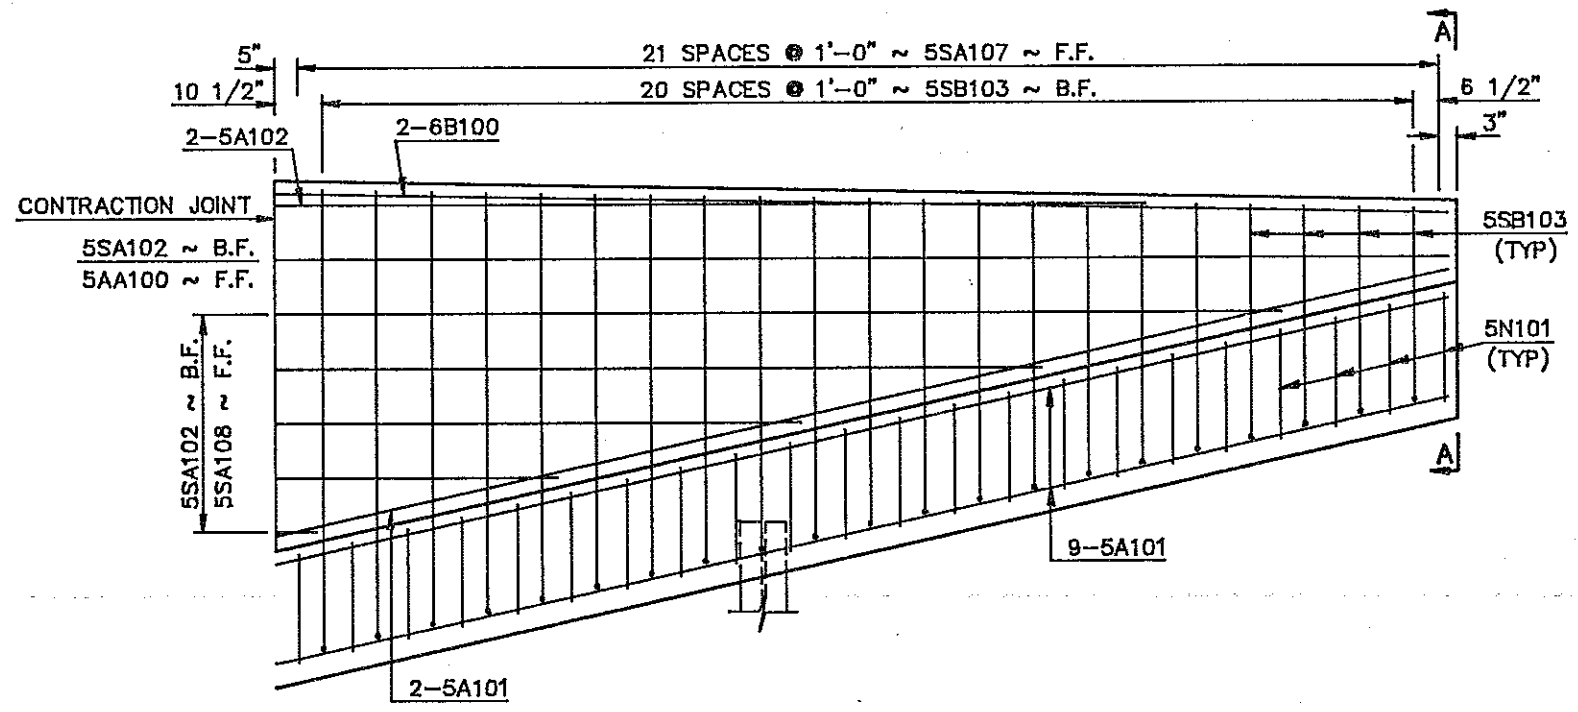 A
5"
21 SPACES @ 1'-0" ~ 5SA107 ~ F.F.
10 1/2"
20 SPACES @ 1'-0" ~ 5SB103 ~ B.F.
6 1/2"
3"
2-5A102
2-6B100
CONTRACTION JOINT
5SA102 ~ B.F.
5AA100 ~ F.F.
5SB103
(TYP)
5SA102 ~ B.F.
5SA108 ~ F.F.
5N101
(TYP)
A
9-5A101
2-5A101